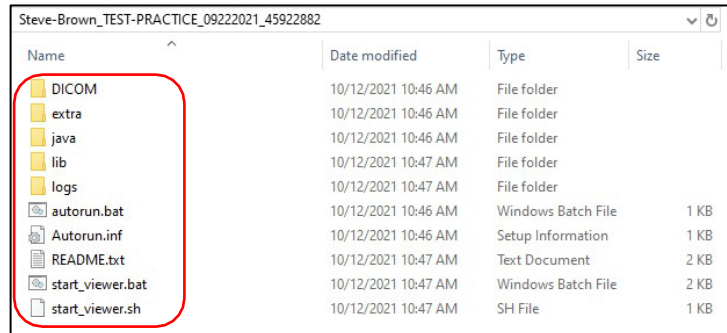 Steve-Brown_TEST-PRACTICE_09222021_45922882
Name Date modified Type Size
DICOM 10/12/2021 10:46 AM File folder
extra 10/12/2021 10:46 AM File folder
java 10/12/2021 10:46 AM File folder
lib 10/12/2021 10:47 AM File folder
logs 10/12/2021 10:47 AM File folder
autorun.bat 10/12/2021 10:46 AM Windows Batch File 1 KB
Autorun.inf 10/12/2021 10:46 AM Setup Information 1 KB
README.txt 10/12/2021 10:47 AM Text Document 2 KB
start_viewer.bat 10/12/2021 10:47 AM Windows Batch File 2 KB
start_viewer.sh 10/12/2021 10:47 AM SH File 1 KB